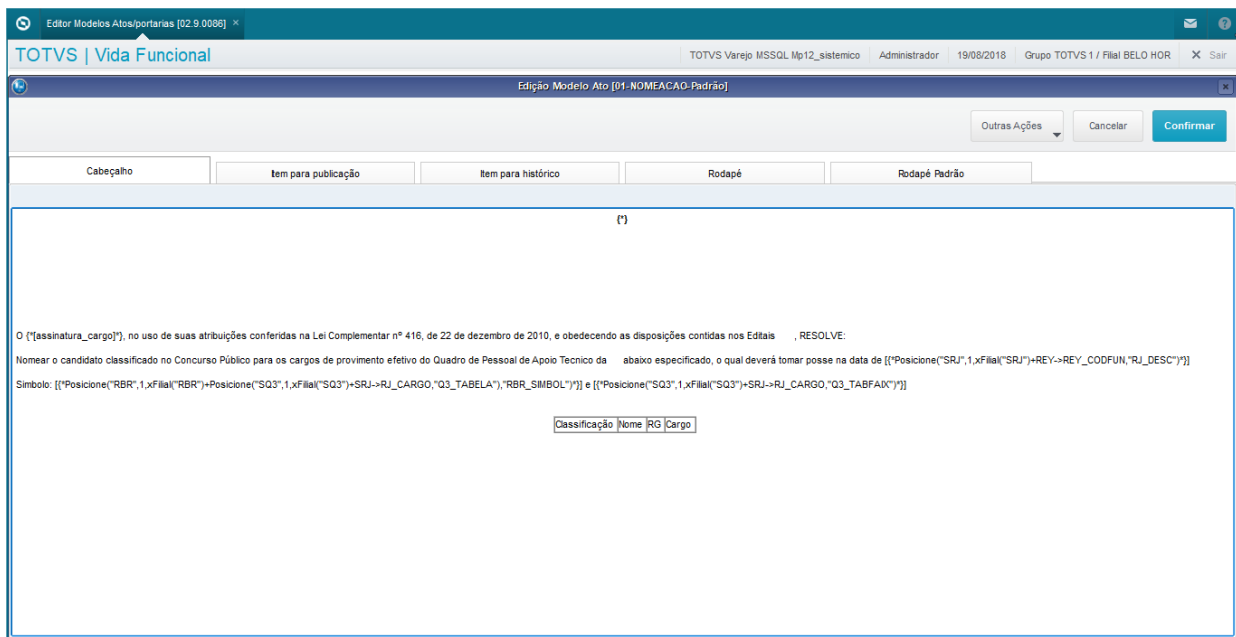 Editor Modelos Atos/portarias [02.9.0086] ×
TOTVS | Vida Funcional
TOTVS Varejo MSSQL Mp12_sistemico
Administrador
19/08/2018
Grupo TOTVS 1 / Filial BELO HOR
Sair
Edição Modelo Ato [01-NOMEACAO-Padrão]
Outras Ações
Cancelar
Confirmar
Cabeçalho
Item para publicação
Item para histórico
Rodapé
Rodapé Padrão
{*}
O {*[assinatura_cargo]*}, no uso de suas atribuições conferidas na Lei Complementar nº 416, de 22 de dezembro de 2010, e obedecendo as disposições contidas nos Editais , RESOLVE:
Nomear o candidato classificado no Concurso Público para os cargos de provimento efetivo do Quadro de Pessoal de Apoio Tecnico da abaixo especificado, o qual deverá tomar posse na data de [{*Posicione("SRJ",1,xFilial("SRJ")+REY->REY_CODFUN,"RJ_DESC")*}]
Simbolo: [{*Posicione("RBR",1,xFilial("RBR")+Posicione("SQ3",1,xFilial("SQ3")+SRJ->RJ_CARGO,"Q3_TABELA"),"RBR_SIMBOL")*}] e [{*Posicione("SQ3",1,xFilial("SQ3")+SRJ->RJ_CARGO,"Q3_TABFAIX")*}]
Classificação Nome RG Cargo